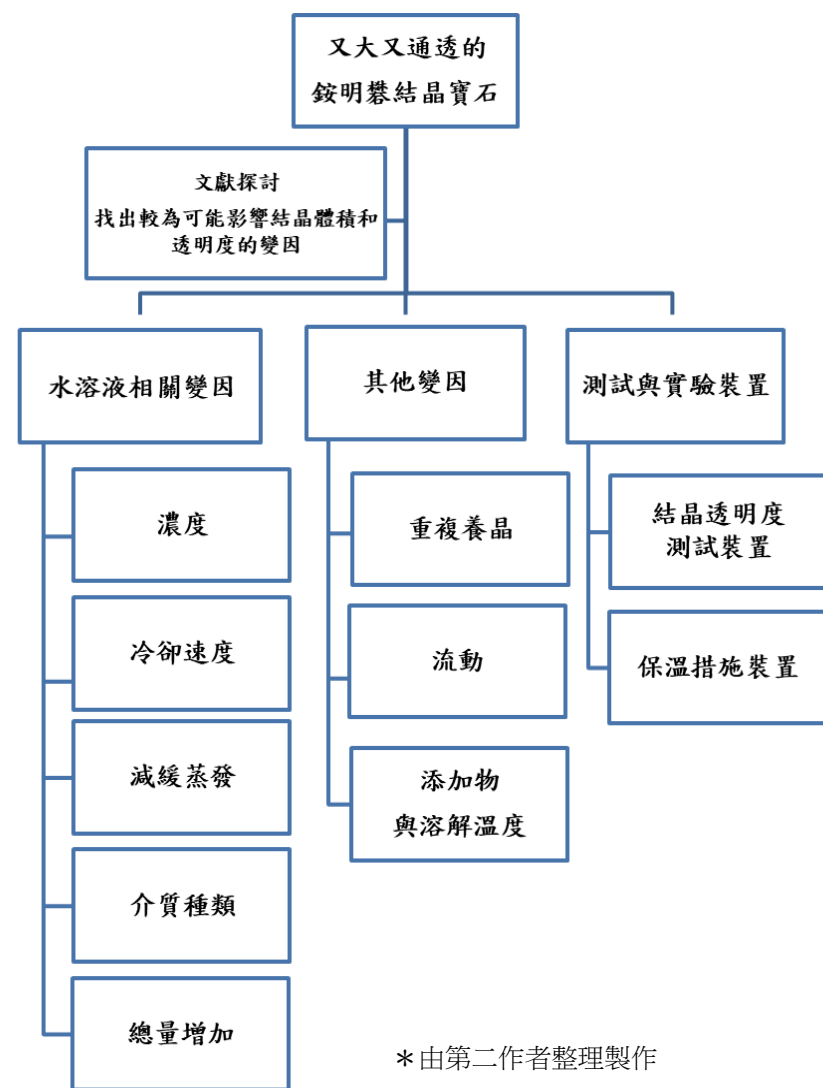 又大又通透的
銨明礬結晶寶石
文獻探討
找出較為可能影響結晶體積和
透明度的變因
水溶液相關變因
濃度
冷卻速度
減緩蒸發
介質種類
總量增加
其他變因
重複養晶
流動
添加物
與溶解溫度
測試與實驗裝置
結晶透明度
測試裝置
保溫措施裝置
＊由第二作者整理製作